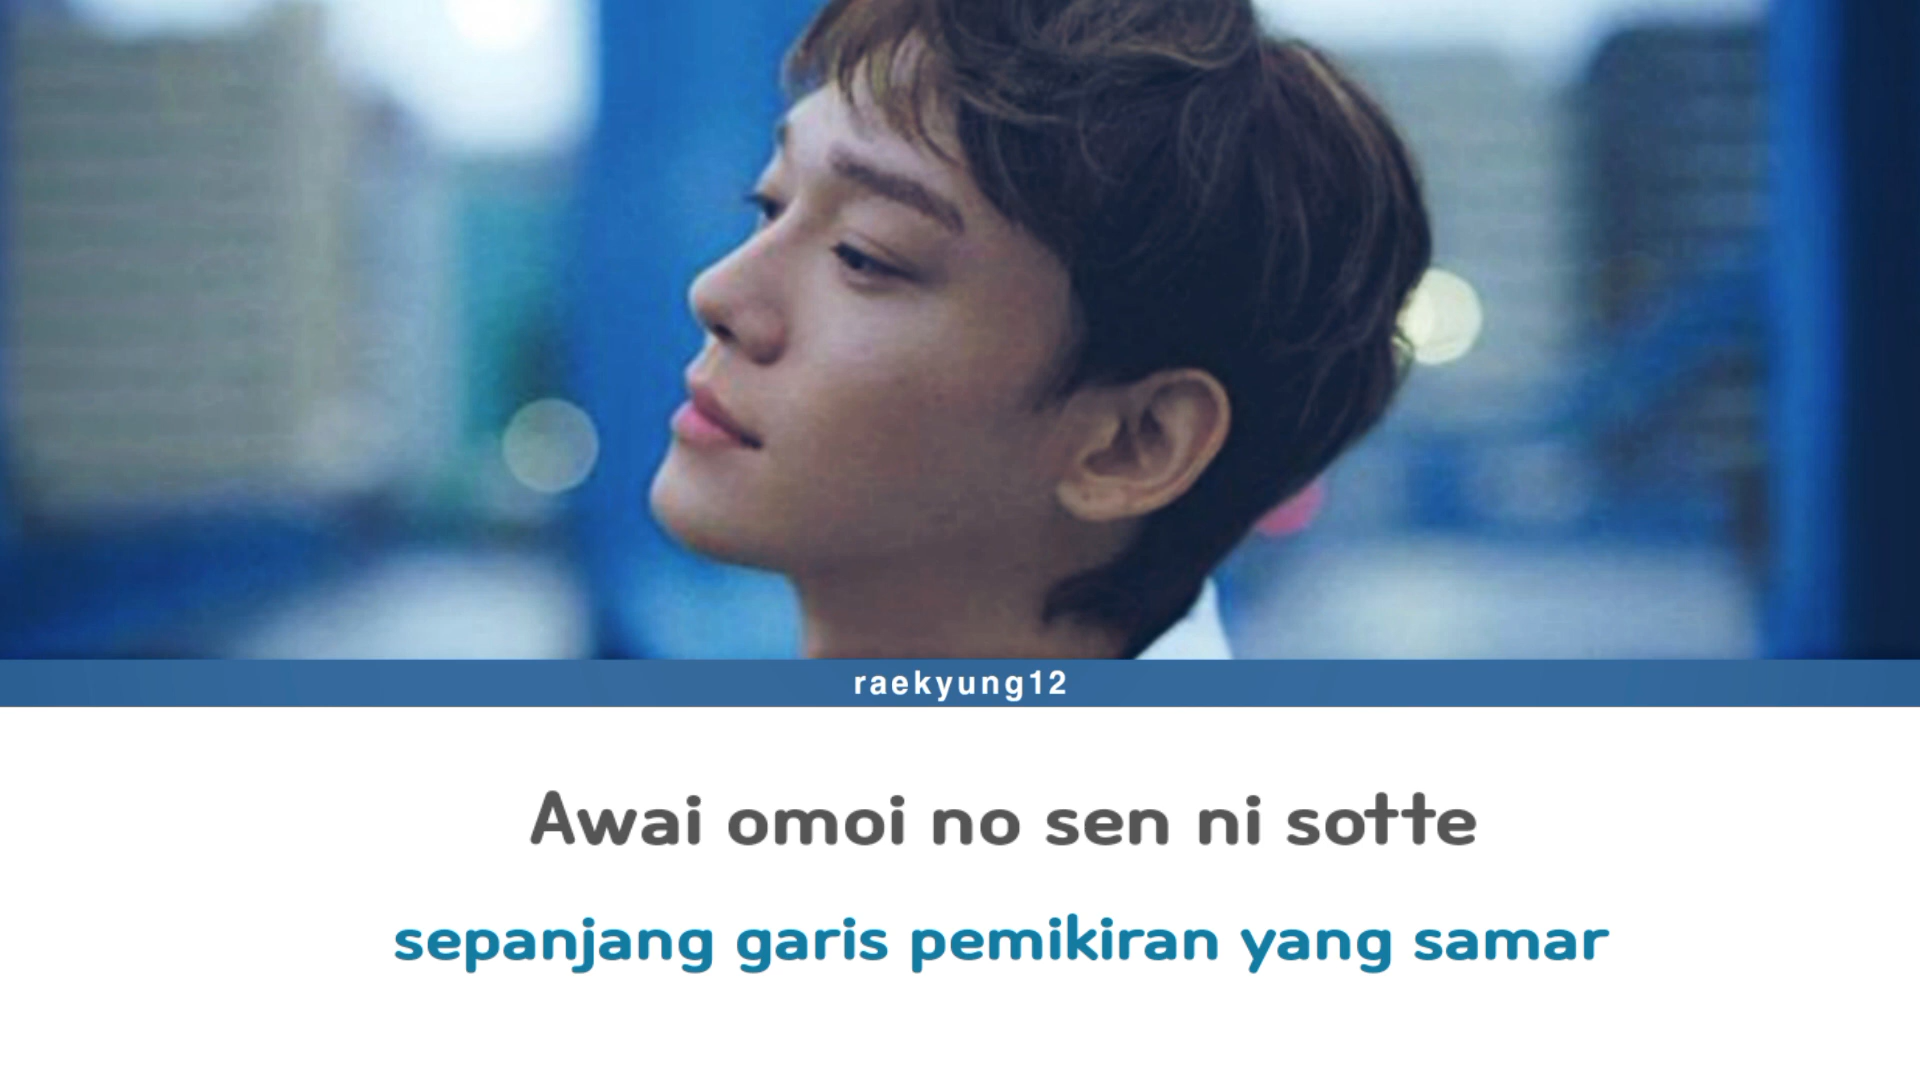 raekyung12
Awai omoi no sen ni sotte
sepanjang garis pemikiran yang samar